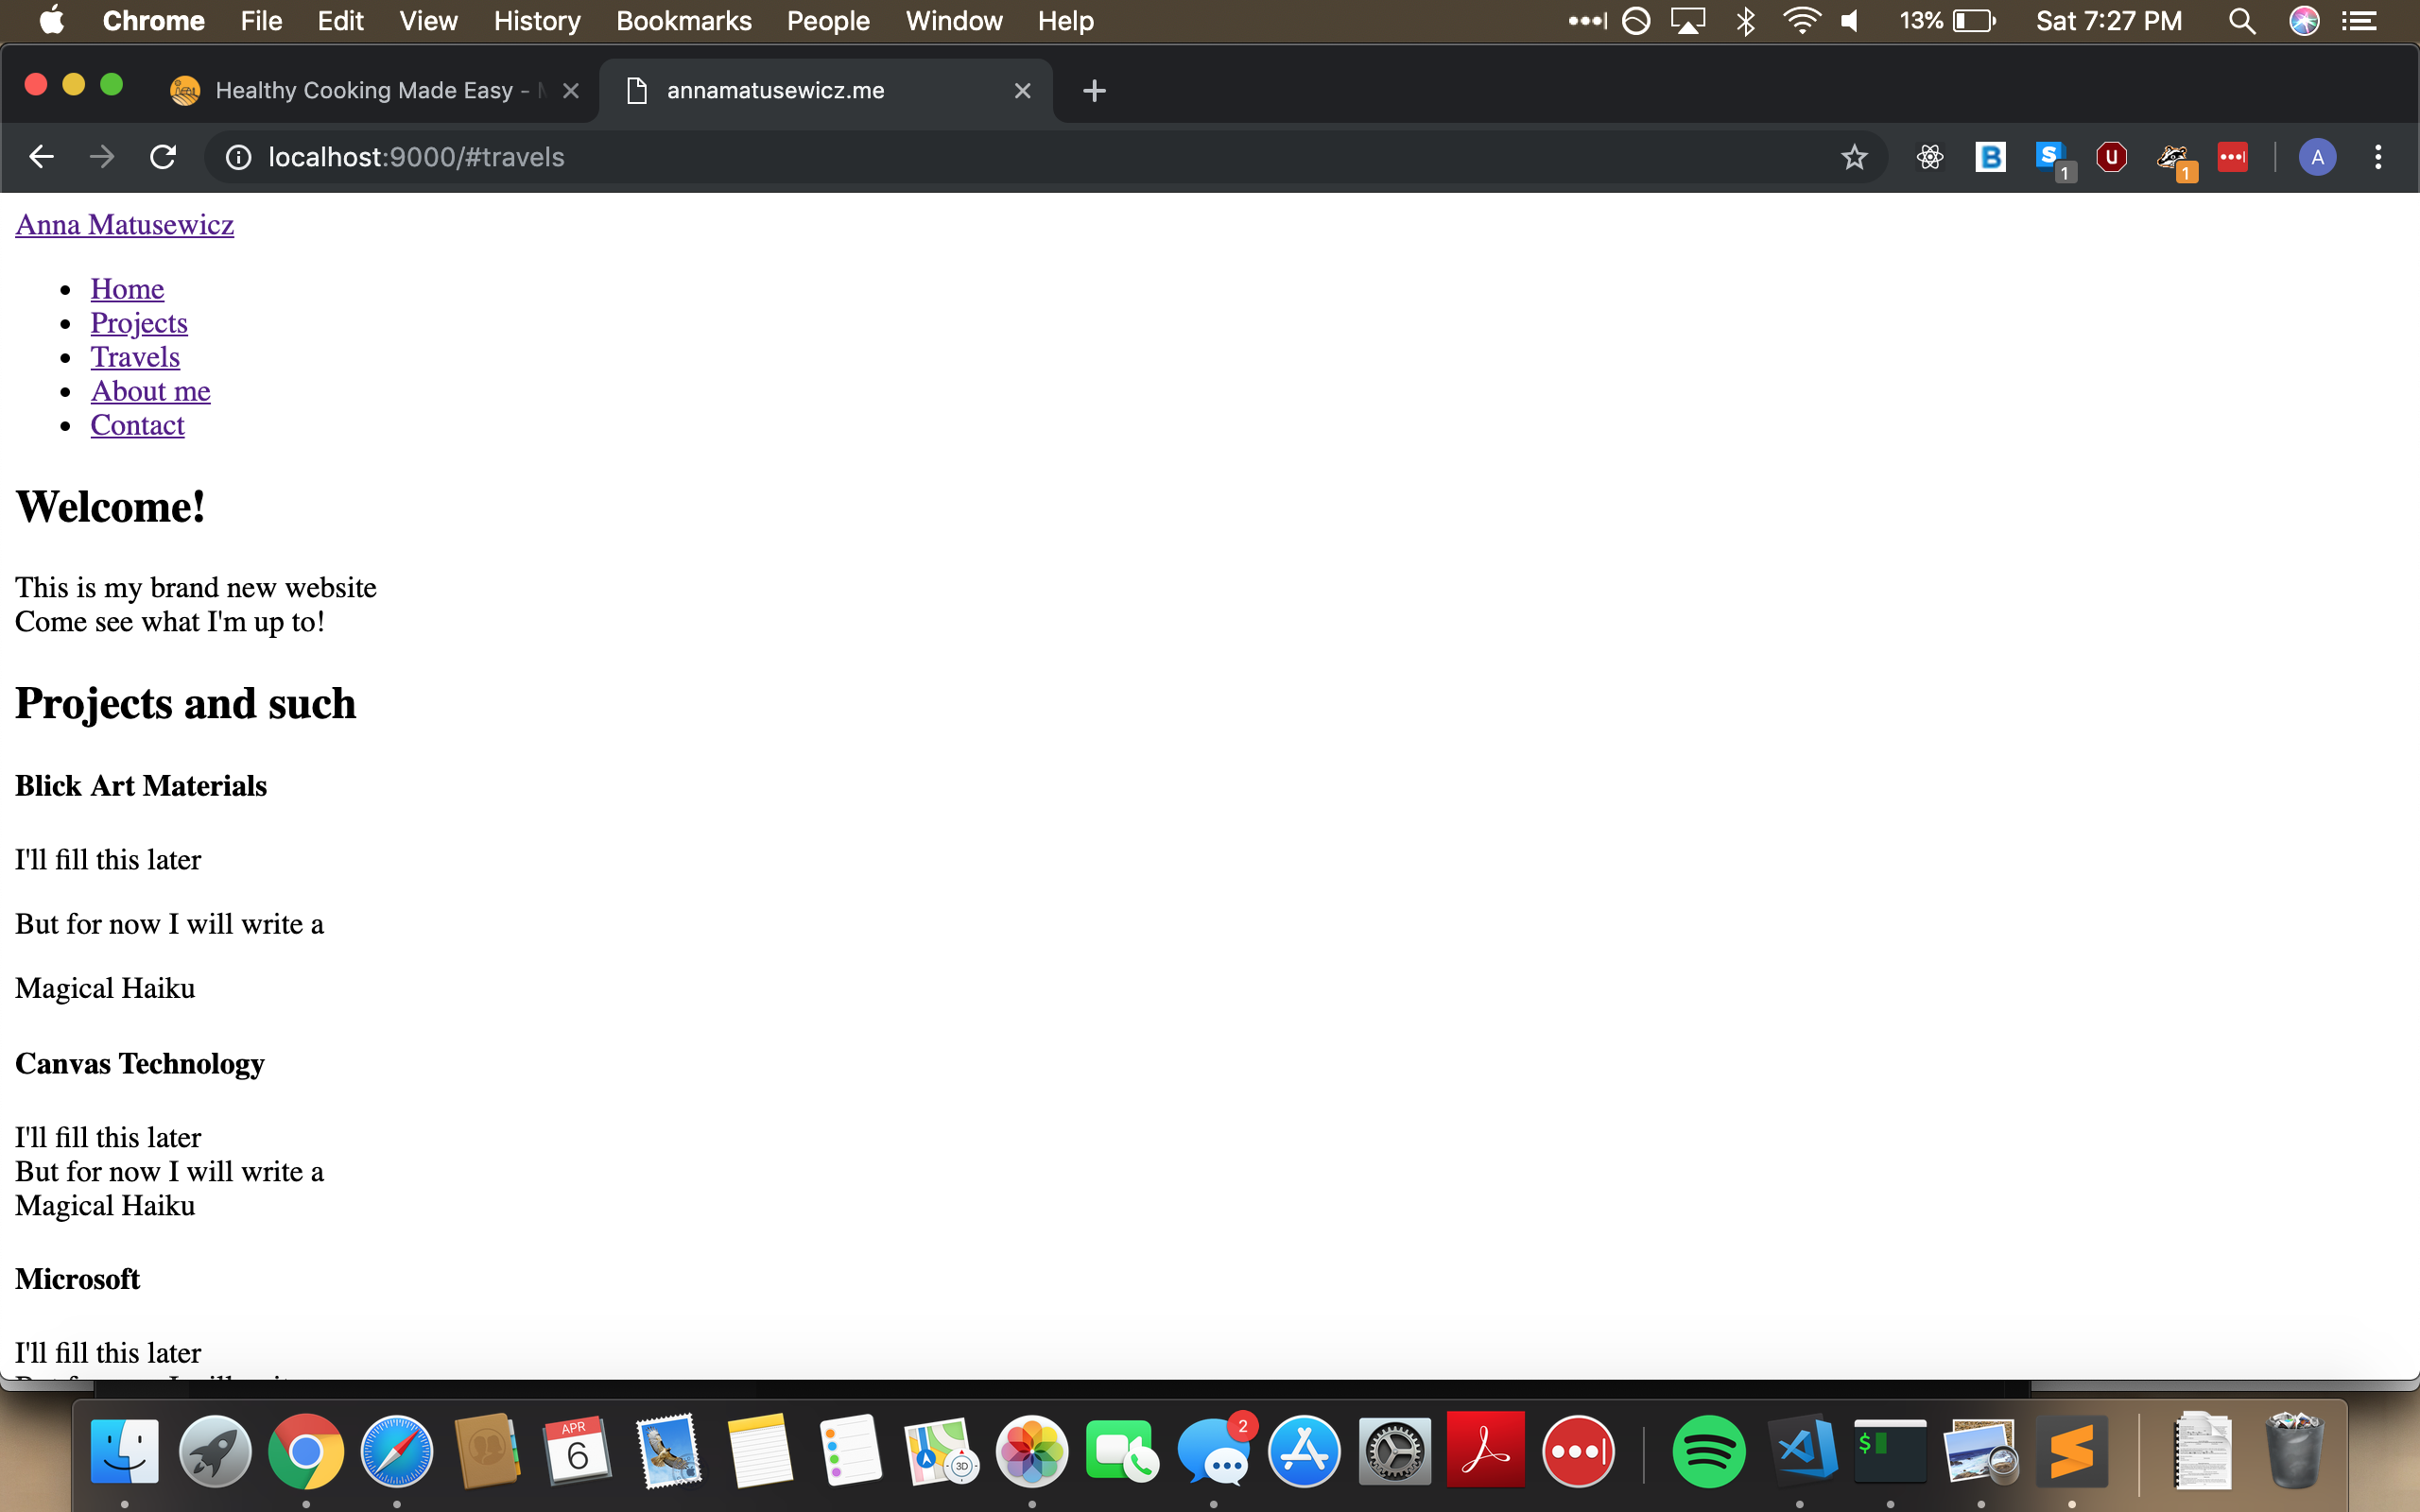 Chrome File Edit View History Bookmarks People Window Help 13% Sat 7:27 PM
Healthy Cooking Made Easy - annamatusewicz.me
localhost:9000/#travels B S 1 U 1 A
Anna Matusewicz
Home
Projects
Travels
About me
Contact
Welcome!
This is my brand new website
Come see what I'm up to!
Projects and such
Blick Art Materials
I'll fill this later
But for now I will write a
Magical Haiku
Canvas Technology
I'll fill this later
But for now I will write a
Magical Haiku
Microsoft
I'll fill this later
APR
6
3D
2
$